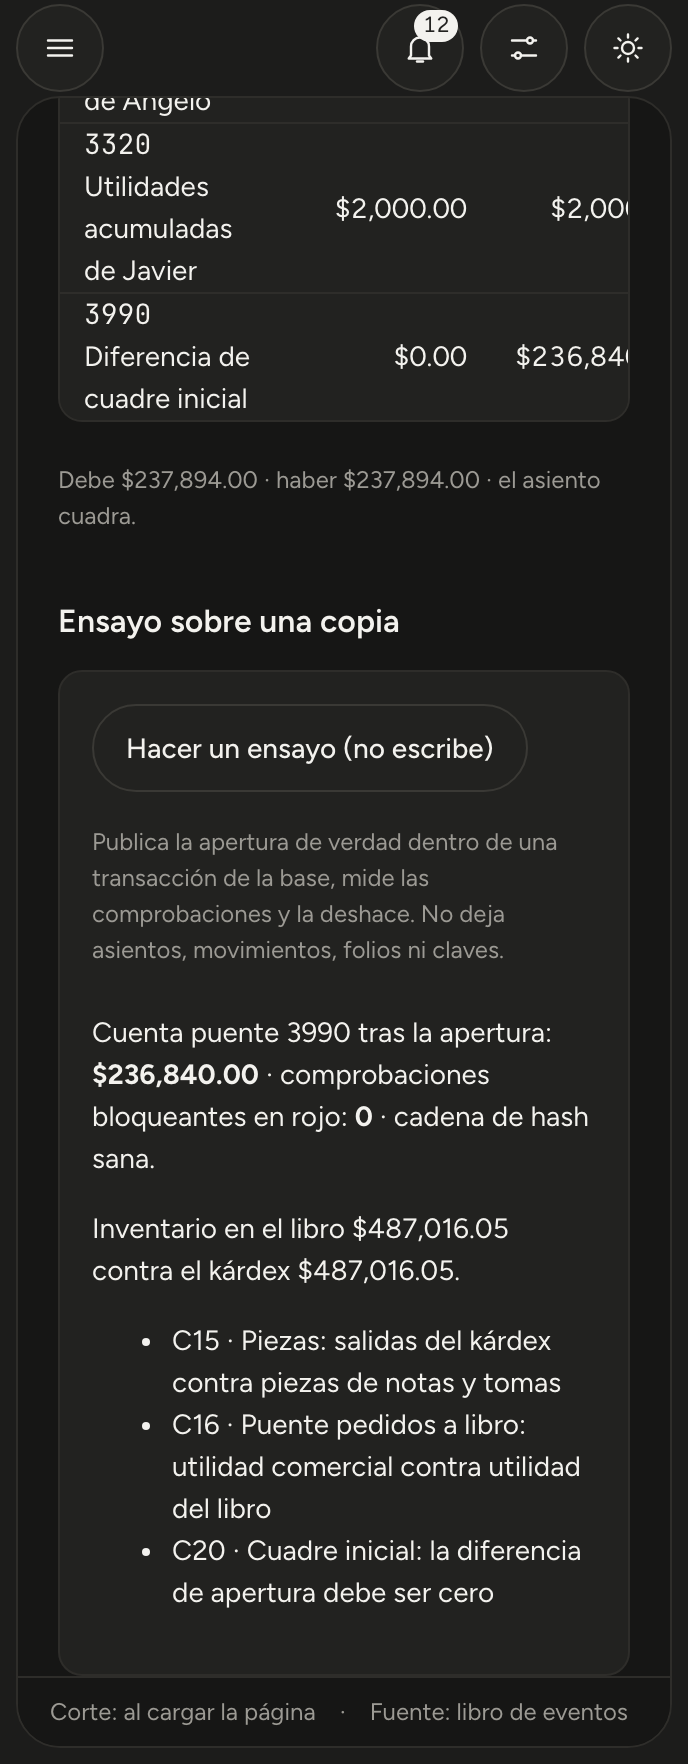 12
de Angelo
3320
Utilidades
acumuladas
de Javier
$2,000.00
$2,000
3990
Diferencia de
cuadre inicial
$0.00
$236,840
Debe $237,894.00 · haber $237,894.00 · el asiento
cuadra.
Ensayo sobre una copia
Hacer un ensayo (no escribe)
Publica la apertura de verdad dentro de una
transacción de la base, mide las
comprobaciones y la deshace. No deja
asientos, movimientos, folios ni claves.
Cuenta puente 3990 tras la apertura:
$236,840.00 · comprobaciones
bloqueantes en rojo: 0 · cadena de hash
sana.
Inventario en el libro $487,016.05
contra el kárdex $487,016.05.
• C15 · Piezas: salidas del kárdex
contra piezas de notas y tomas
• C16 · Puente pedidos a libro:
utilidad comercial contra utilidad
del libro
• C20 · Cuadre inicial: la diferencia
de apertura debe ser cero
Corte: al cargar la página · Fuente: libro de eventos